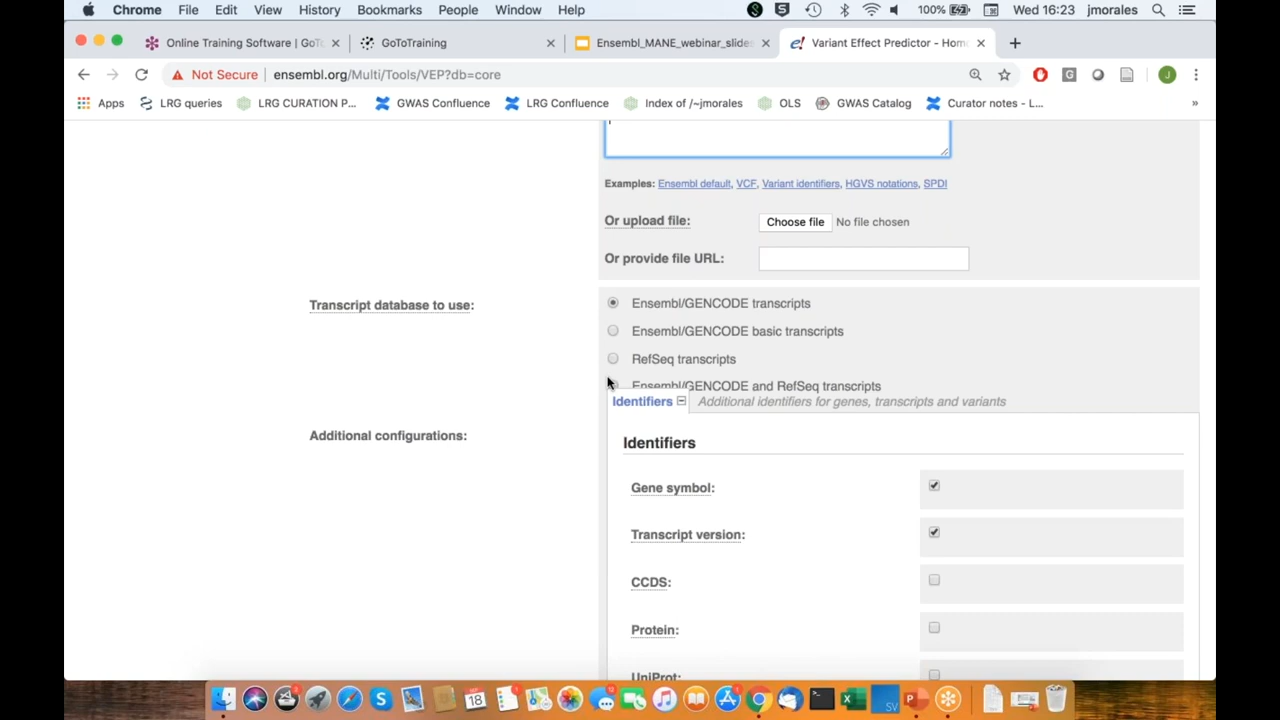 Chrome File Edit View History Bookmarks People Window Help 100% Wed 16:23 jmorales
Online Training Software | GoTo GoToTraining Ensembl_MANE_webinar_slides Variant Effect Predictor - Hom
Not Secure ensembl.org/Multi/Tools/VEP?db=core J
Apps LRG queries LRG CURATION P... GWAS Confluence LRG Confluence Index of /~jmorales OLS GWAS Catalog Curator notes - L... »
Examples: Ensembl default, VCF, Variant identifiers, HGVS notations, SPDI
Or upload file: Choose file No file chosen
Or provide file URL:
Transcript database to use: Ensembl/GENCODE transcripts
Ensembl/GENCODE basic transcripts
RefSeq transcripts
Ensembl/GENCODE and RefSeq transcripts
Identifiers Additional identifiers for genes, transcripts and variants
Additional configurations:
Identifiers
Gene symbol:
Transcript version:
CCDS:
Protein:
UniProt: